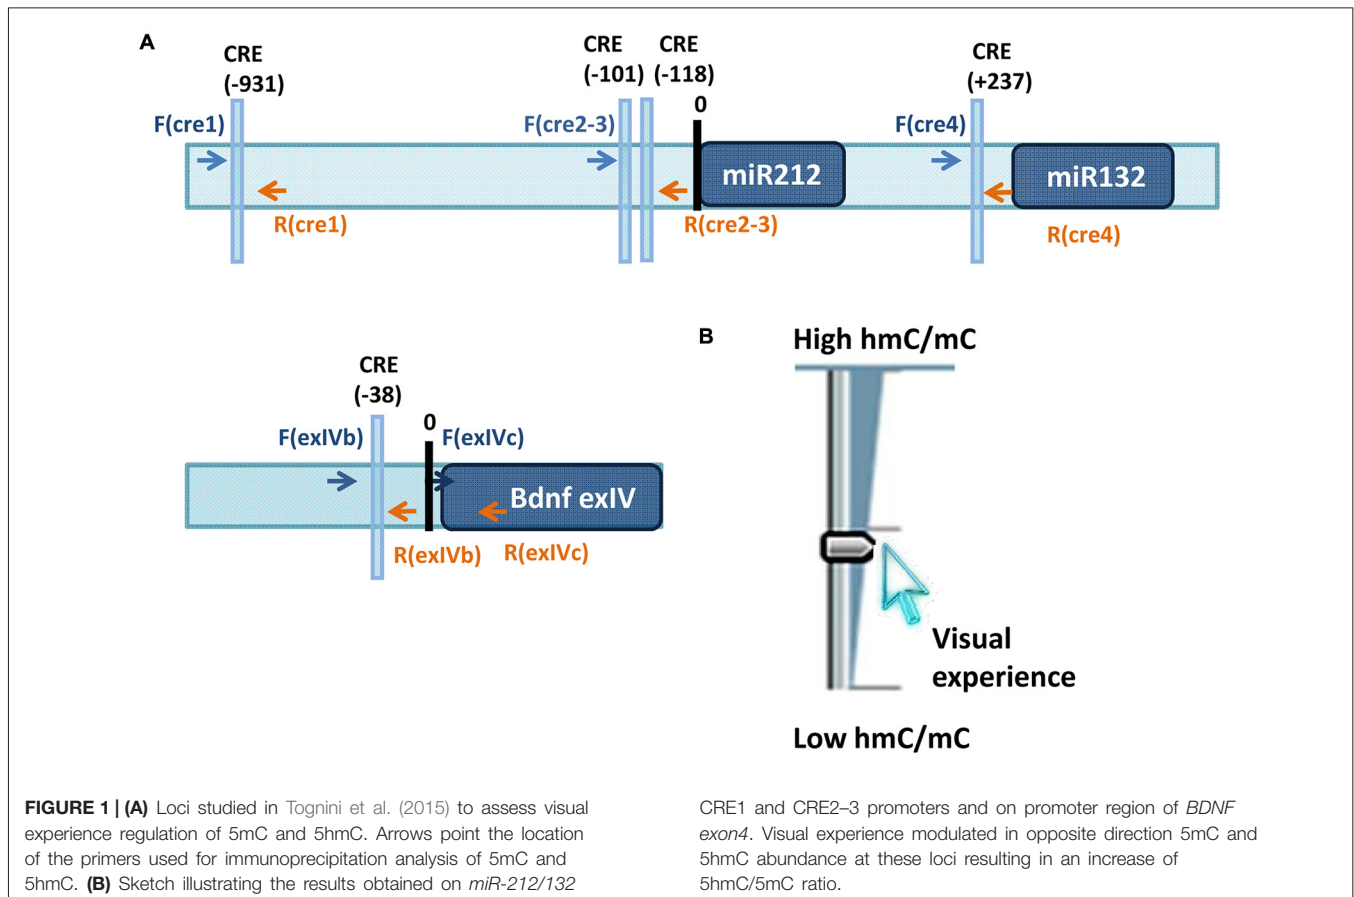 A
CRE
(-931)
CRE
(-101)
CRE
(-118)
CRE
(+237)
0
F(cre1)
F(cre2-3)
F(cre4)
miR212
miR132
R(cre1)
R(cre2-3)
R(cre4)
CRE
(-38)
0
F(exIVb)
F(exIVc)
Bdnf exIV
R(exIVb)
R(exIVc)
B
High hmC/mC
Visual
experience
Low hmC/mC
FIGURE 1 | (A) Loci studied in Tognini et al. (2015) to assess visual
experience regulation of 5mC and 5hmC. Arrows point the location
of the primers used for immunoprecipitation analysis of 5mC and
5hmC. (B) Sketch illustrating the results obtained on miR-212/132
CRE1 and CRE2–3 promoters and on promoter region of BDNF
exon4. Visual experience modulated in opposite direction 5mC and
5hmC abundance at these loci resulting in an increase of
5hmC/5mC ratio.